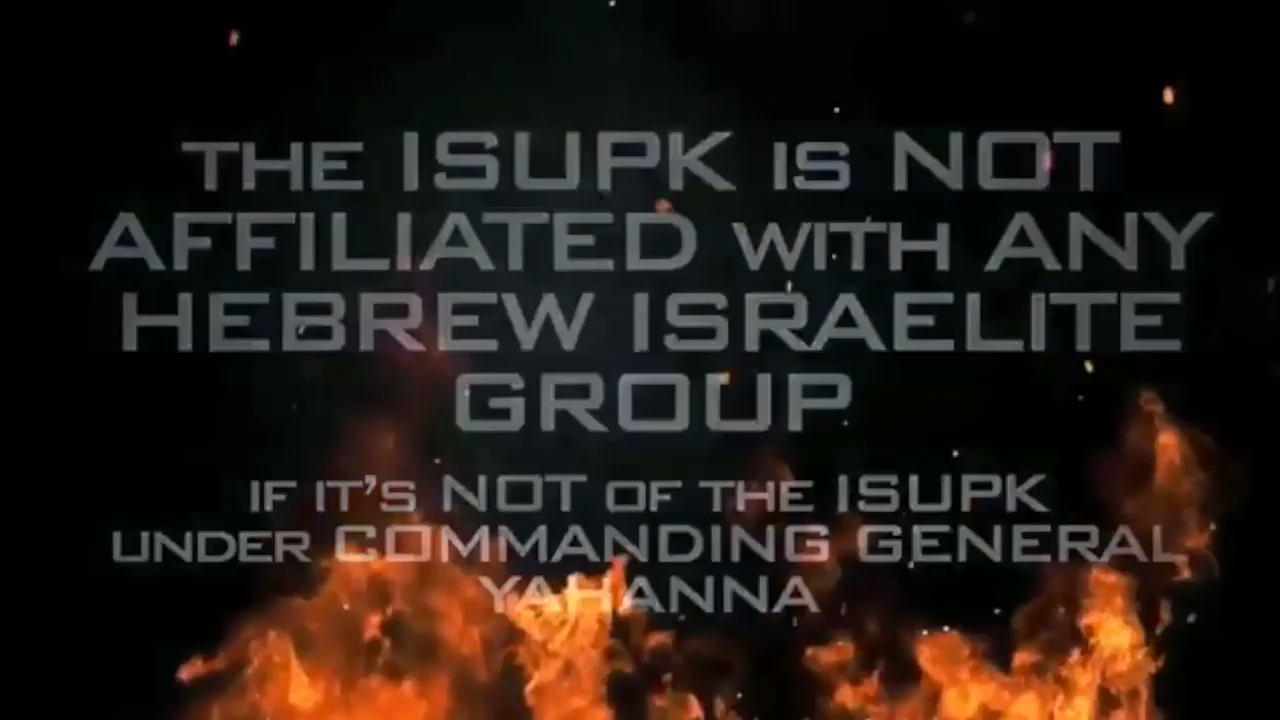 THE ISUPK IS NOT
AFFILIATED WITH ANY
HEBREW ISRAELITE
GROUP
IF IT'S NOT OF THE ISUPK
UNDER COMMANDING GENERAL
YAHANNA